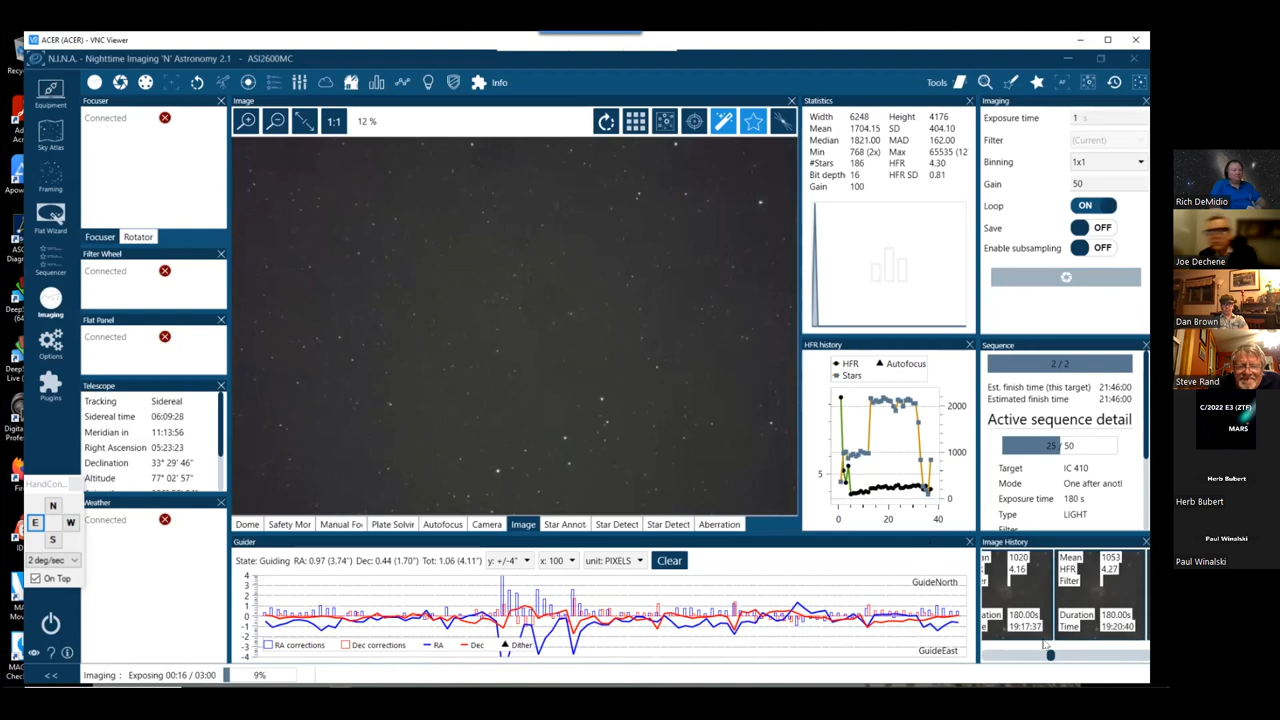 ACER (ACER) - VNC Viewer
N.I.N.A. - Nighttime Imaging 'N' Astronomy 2.1 - ASI2600MC
Info
Tools
Equipment
Sky Atlas
Framing
Flat Wizard
Sequencer
Imaging
Options
Plugins
Focuser
Connected
Focuser Rotator
Filter Wheel
Connected
Flat Panel
Connected
Telescope
Tracking Sidereal
Sidereal time 06:09:28
Meridian in 11:13:56
Right Ascension 05:23:23
Declination 33° 29' 46"
Altitude 77° 02' 57"
Weather
Connected
HandCon...
N
E W
S
2 deg/sec
On Top
Image
1:1 12 %
Dome Safety Mor Manual Fo Plate Solvir Autofocus Camera Image Star Annot Star Detect Star Detect Aberration
Statistics
Width 6248 Height 4176
Mean 1704.15 SD 404.10
Median 1821.00 MAD 162.00
Min 768 (2x) Max 65535 (12
#Stars 186 HFR 4.30
Bit depth 16 HFR SD 0.81
Gain 100
HFR history
HFR Autofocus
Stars
2000
1000
0
5
0 20 40
Imaging
Exposure time 1 s
Filter (Current)
Binning 1x1
Gain 50
Loop ON
Save OFF
Enable subsampling OFF
Sequence
2 / 2
Est. finish time (this target) 21:46:00
Estimated finish time 21:46:00
Active sequence detail
25 / 50
Target IC 410
Mode One after anotl
Exposure time 180 s
Type LIGHT
Filter
Guider
State: Guiding RA: 0.97 (3.74") Dec: 0.44 (1.70") Tot: 1.06 (4.11") y: +/-4" x: 100 unit: PIXELS Clear
4
3
2
1
0
-1
-2
-3
-4
GuideNorth
GuideEast
RA corrections Dec corrections RA Dec Dither
Image History
1020
4.16
180.00s
19:17:37
Mean 1053
HFR 4.27
Filter
Duration 180.00s
Time 19:20:40
Imaging : Exposing 00:16 / 03:00 9%
<<
Rich DeMidio
Joe Dechene
Dan Brown
Steve Rand
C/2022 E3 (ZTF)
MARS
Herb Bubert
Herb Bubert
Paul Winalski
Paul Winalski